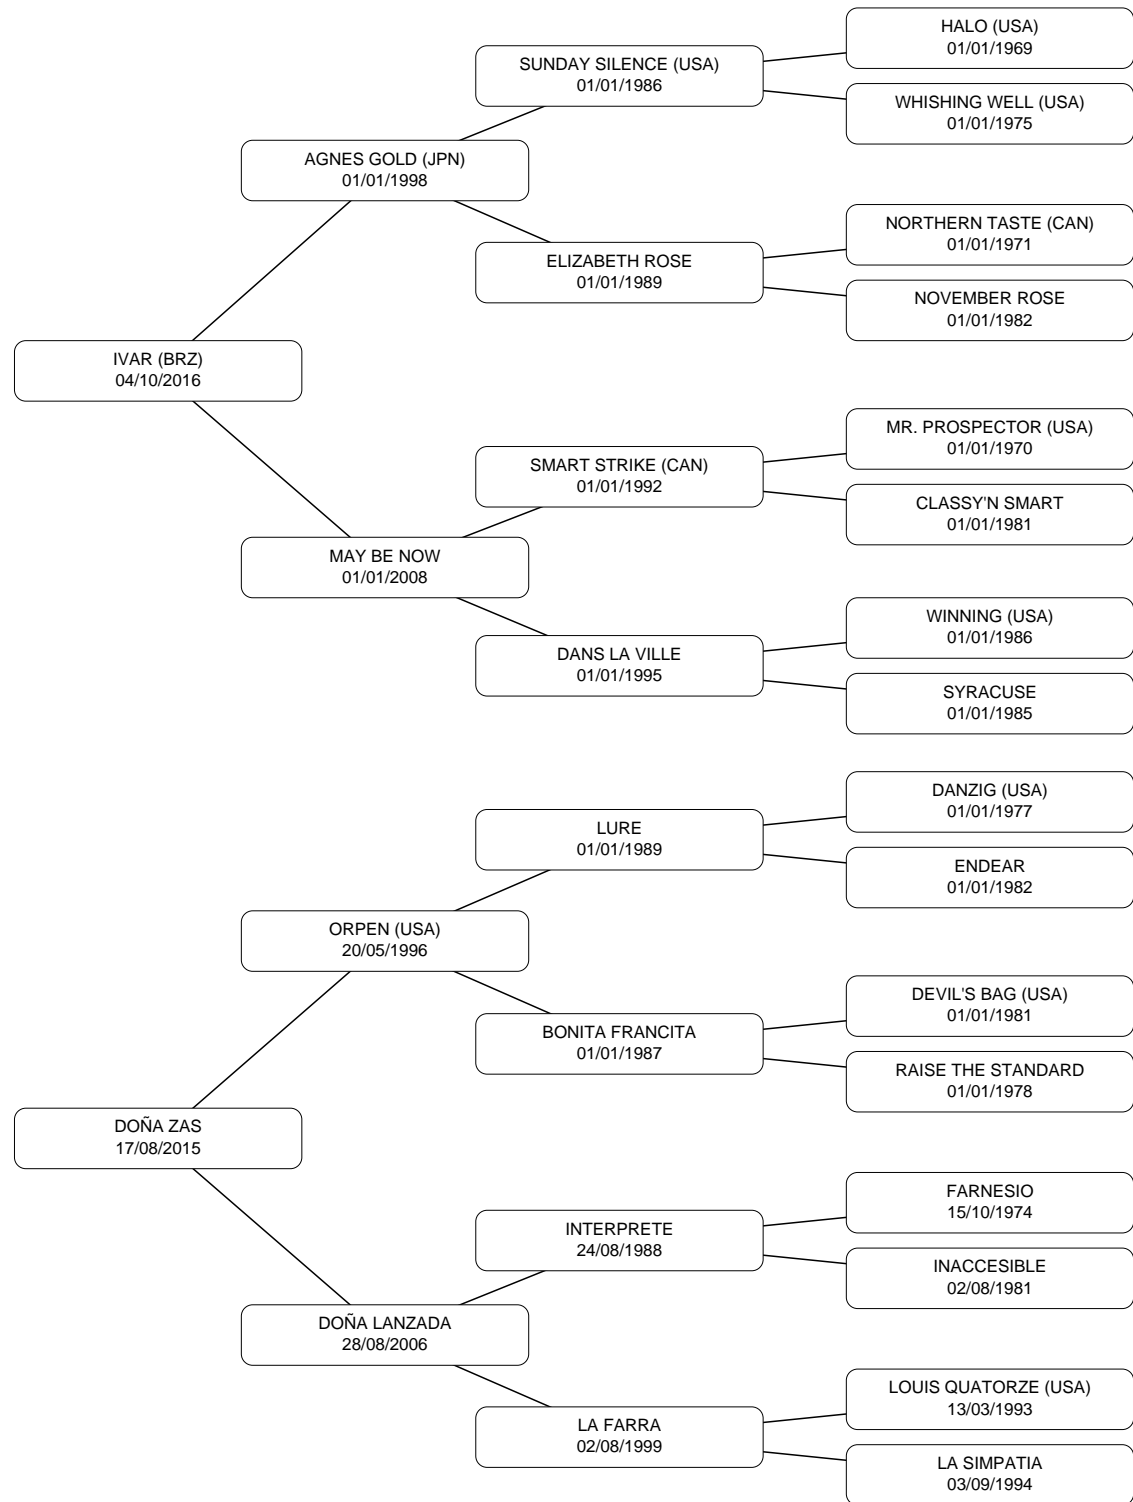 HALO (USA)
01/01/1969
SUNDAY SILENCE (USA)
01/01/1986
WHISHING WELL (USA)
01/01/1975
AGNES GOLD (JPN)
01/01/1998
NORTHERN TASTE (CAN)
01/01/1971
ELIZABETH ROSE
01/01/1989
NOVEMBER ROSE
01/01/1982
IVAR (BRZ)
04/10/2016
MR. PROSPECTOR (USA)
01/01/1970
SMART STRIKE (CAN)
01/01/1992
CLASSY'N SMART
01/01/1981
MAY BE NOW
01/01/2008
WINNING (USA)
01/01/1986
DANS LA VILLE
01/01/1995
SYRACUSE
01/01/1985
DANZIG (USA)
01/01/1977
LURE
01/01/1989
ENDEAR
01/01/1982
ORPEN (USA)
20/05/1996
DEVIL'S BAG (USA)
01/01/1981
BONITA FRANCITA
01/01/1987
RAISE THE STANDARD
01/01/1978
DOÑA ZAS
17/08/2015
FARNESIO
15/10/1974
INTERPRETE
24/08/1988
INACCESIBLE
02/08/1981
DOÑA LANZADA
28/08/2006
LOUIS QUATORZE (USA)
13/03/1993
LA FARRA
02/08/1999
LA SIMPATIA
03/09/1994